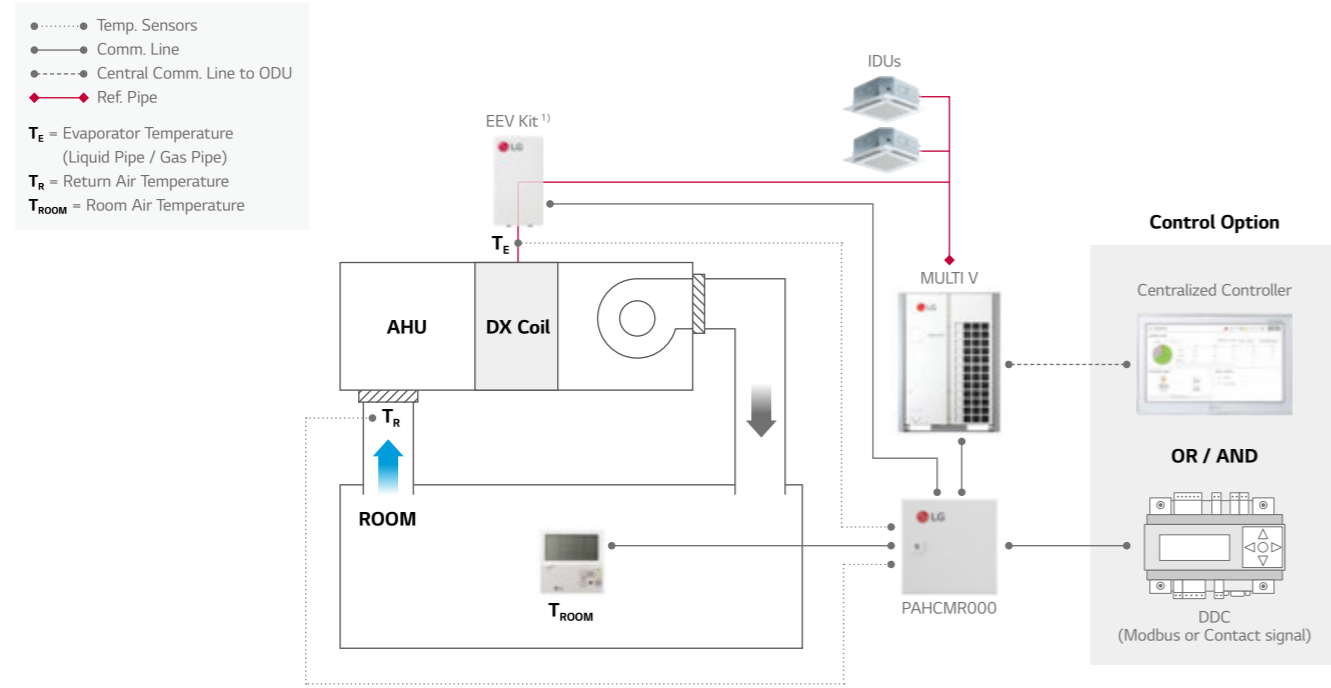 Temp. Sensors
Comm. Line
Central Comm. Line to ODU
Ref. Pipe
TE = Evaporator Temperature
(Liquid Pipe / Gas Pipe)
TR = Return Air Temperature
TROOM = Room Air Temperature
IDUs
EEV Kit 1)
LG
TE
AHU
DX Coil
TR
ROOM
TROOM
MULTI V
LG
LG
PAHCMR000
Control Option
Centralized Controller
OR / AND
DDC
(Modbus or Contact signal)